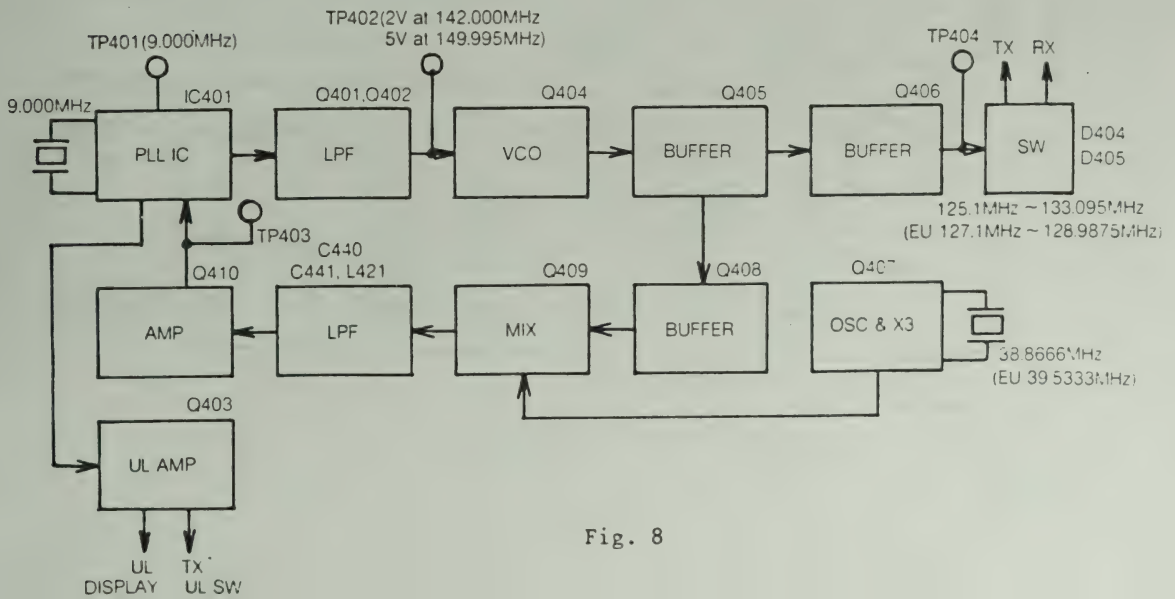 TP402(2V at 142.000MHz
5V at 149.995MHz)
TP401(9.000MHz)
TP404
TX RX
9.000MHz
IC401
Q401,Q402
Q404
Q405
Q406
PLL IC
LPF
VCO
BUFFER
BUFFER
SW
D404
D405
125.1MHz ~ 133.095MHz
(EU 127.1MHz ~ 128.9875MHz)
TP403
Q410
C440
C441, L421
Q409
Q408
Q407
AMP
LPF
MIX
BUFFER
OSC & X3
38.8666MHz
(EU 39.5333MHz)
Q403
UL AMP
UL
DISPLAY
TX
UL SW
Fig. 8